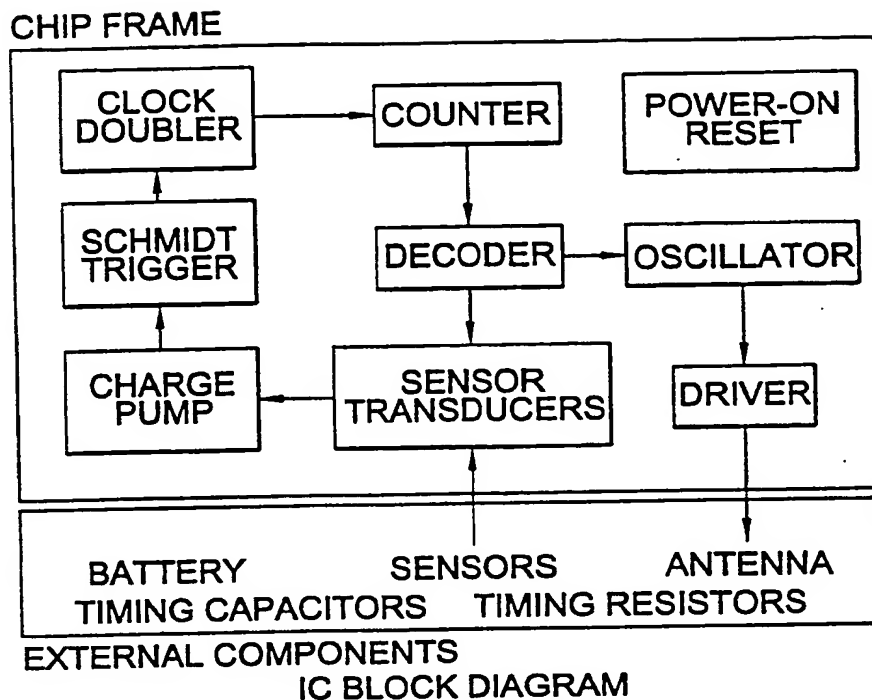 CHIP FRAME
CLOCK
DOUBLER
COUNTER
POWER-ON
RESET
SCHMIDT
TRIGGER
DECODER
OSCILLATOR
CHARGE
PUMP
SENSOR
TRANSDUCERS
DRIVER
BATTERY SENSORS ANTENNA
TIMING CAPACITORS TIMING RESISTORS
EXTERNAL COMPONENTS
IC BLOCK DIAGRAM